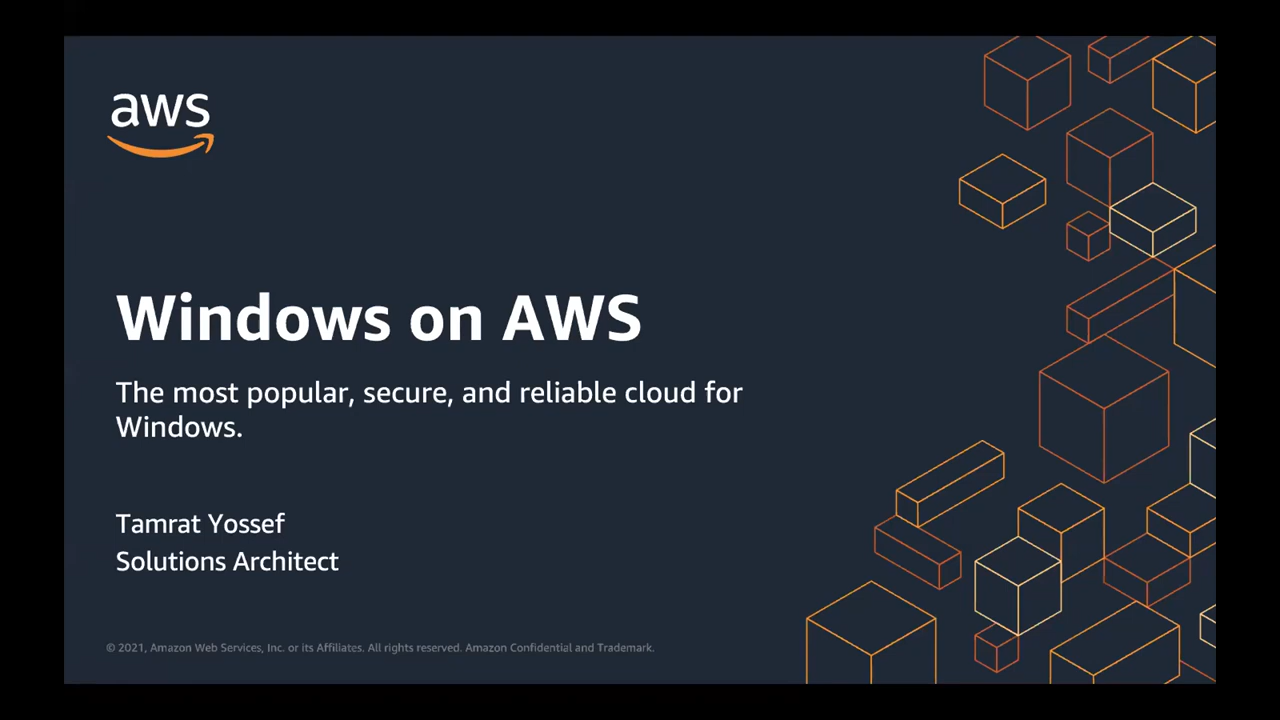 aws
Windows on AWS
The most popular, secure, and reliable cloud for
Windows.
Tamrat Yossef
Solutions Architect
© 2021, Amazon Web Services, Inc. or its Affiliates. All rights reserved. Amazon Confidential and Trademark.